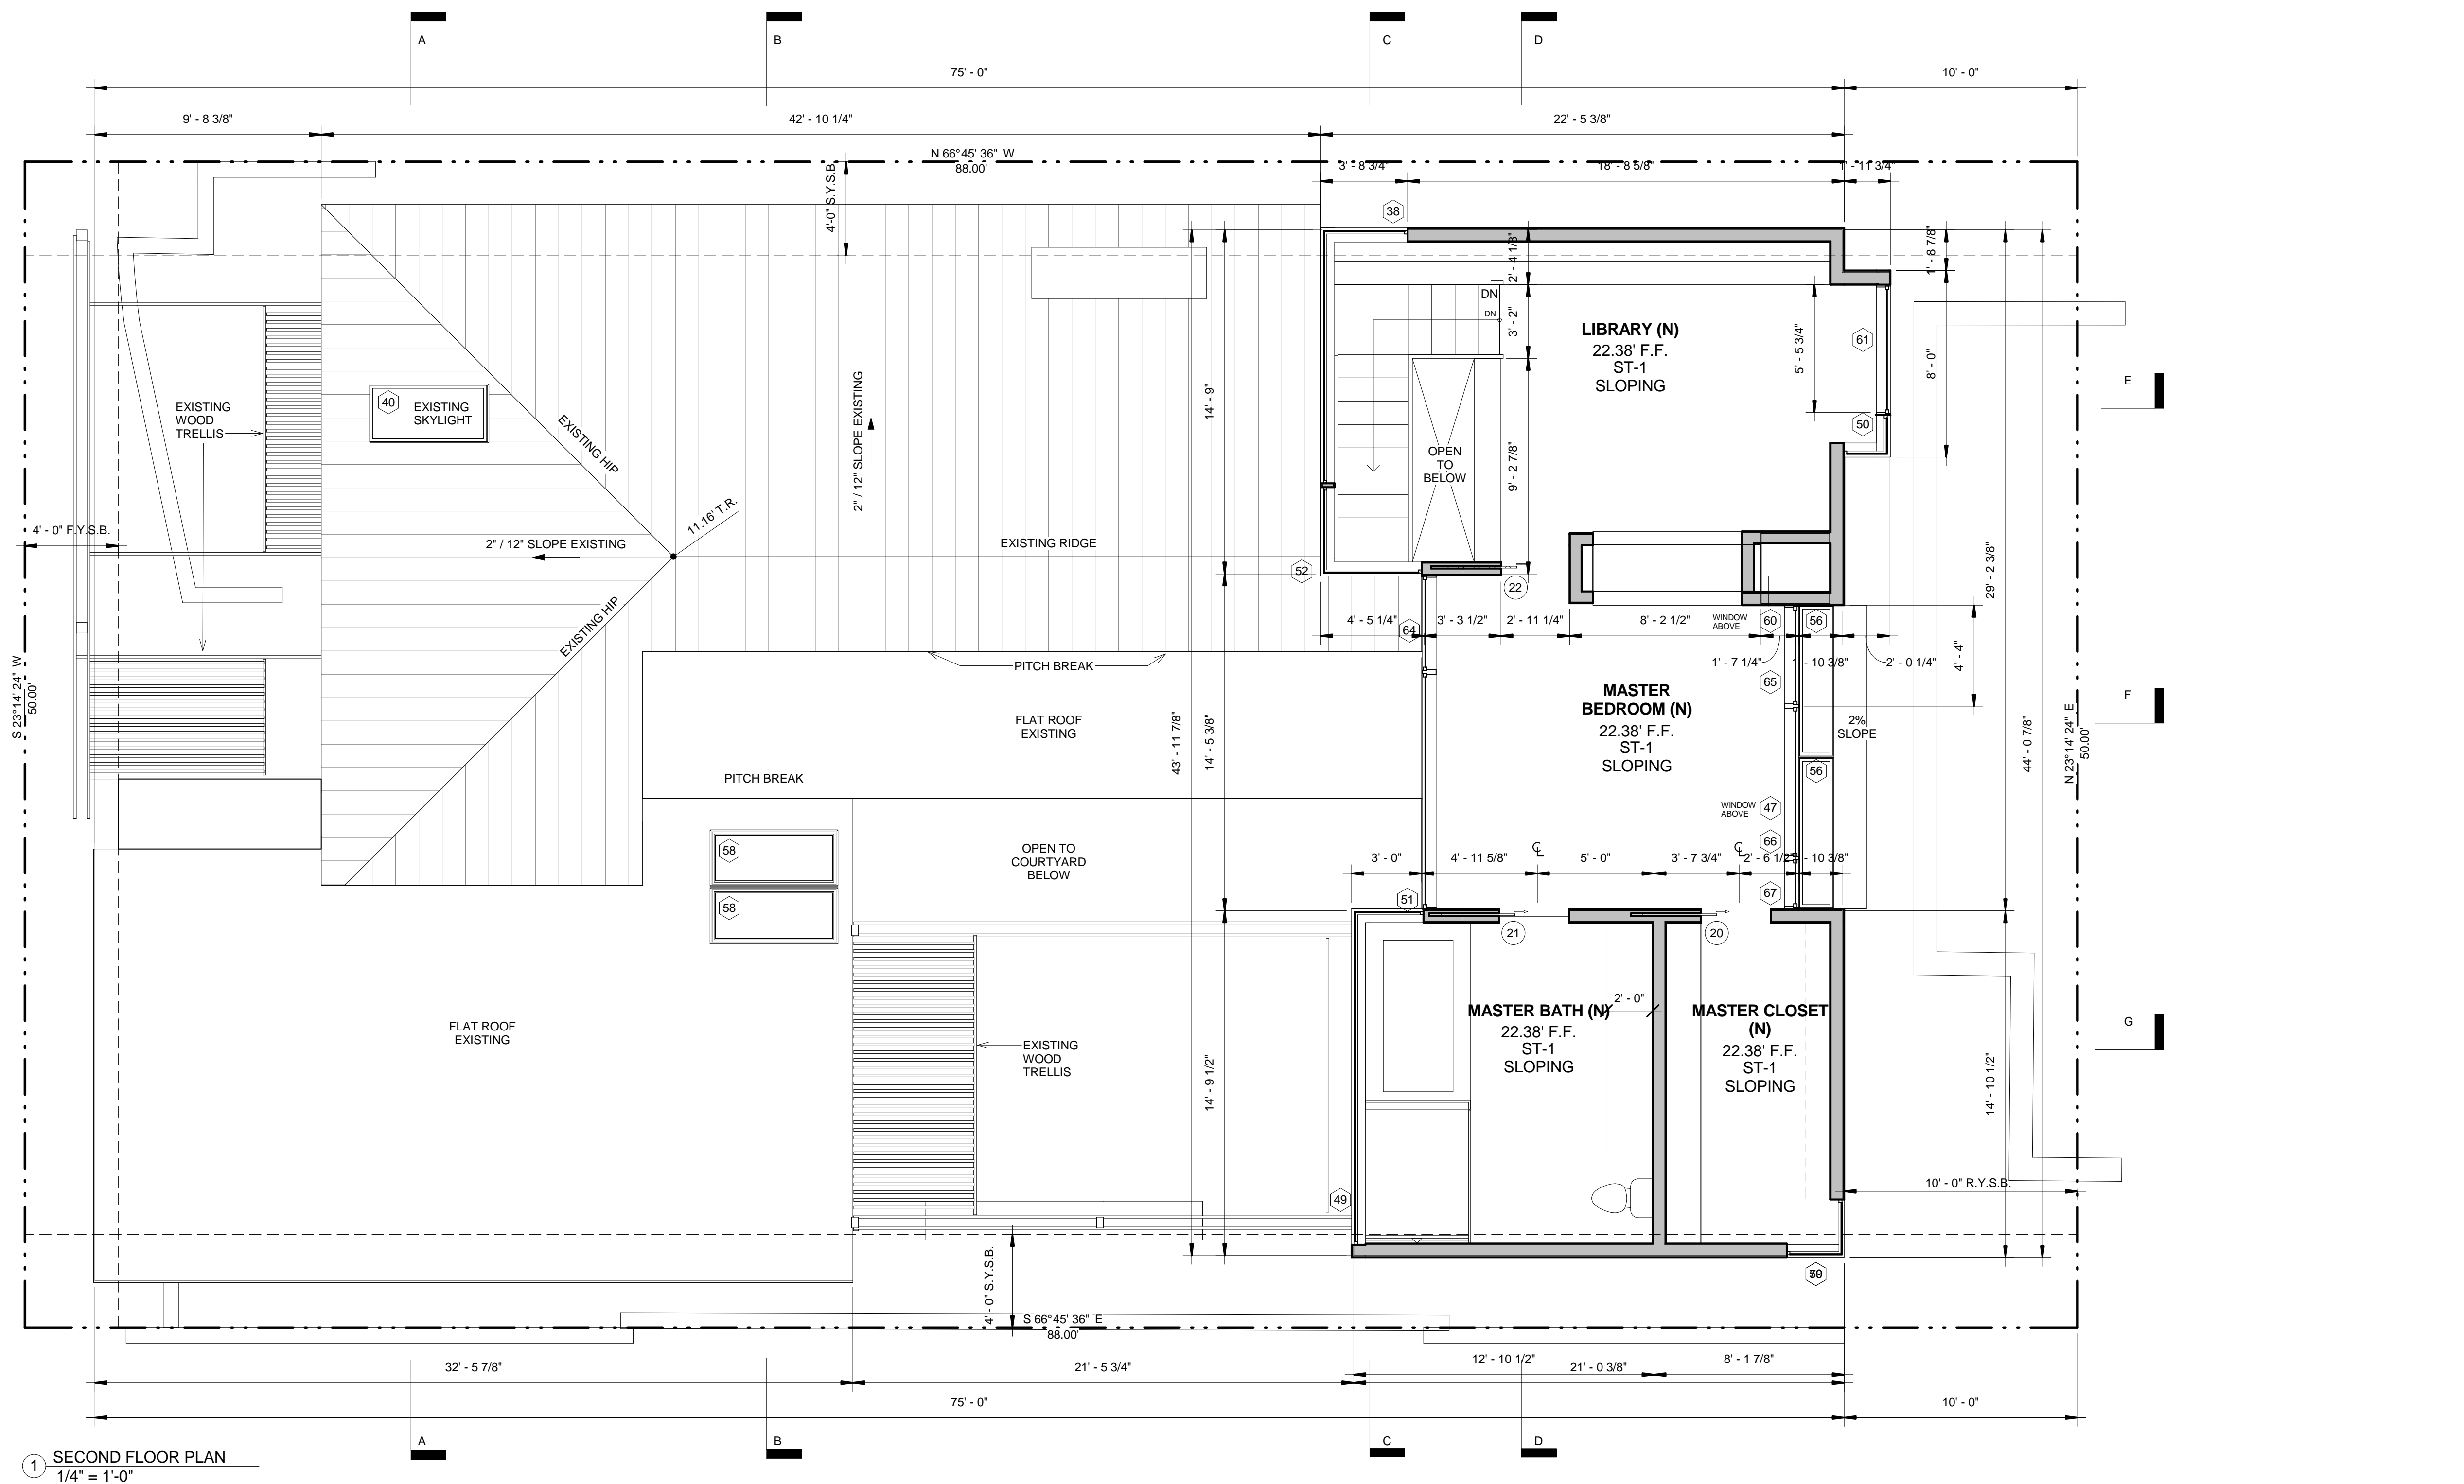 A
B
C
D
75' - 0"
10' - 0"
9' - 8 3/8"
42' - 10 1/4"
22' - 5 3/8"
N 66°45' 36" W
88.00'
3' - 8 3/4"
18' - 8 5/8"
1' - 11 3/4"
4'-0" S.Y.S.B.
38
2' - 4 1/8"
1' - 8 7/8"
DN
DN
3' - 2"
LIBRARY (N)
22.38' F.F.
ST-1
SLOPING
5' - 5 3/4"
61
8' - 0"
E
40
EXISTING
SKYLIGHT
EXISTING
WOOD
TRELLIS
EXISTING HIP
2" / 12" SLOPE EXISTING
14' - 9"
50
OPEN
TO
BELOW
9' - 2 7/8"
11.16' T.R.
4' - 0" F.Y.S.B.
2" / 12" SLOPE EXISTING
EXISTING RIDGE
52
22
29' - 2 3/8"
EXISTING HIP
4' - 5 1/4"
64
3' - 3 1/2"
2' - 11 1/4"
8' - 2 1/2"
WINDOW
ABOVE
60
56
1' - 7 1/4"
1' - 10 3/8"
2' - 0 1/4"
4' - 4"
PITCH BREAK
65
F
S 23°14' 24" W
50.00'
MASTER
BEDROOM (N)
22.38' F.F.
ST-1
SLOPING
FLAT ROOF
EXISTING
43' - 11 7/8"
14' - 5 3/8"
2%
SLOPE
44' - 0 7/8"
N 23°14' 24" E
50.00'
PITCH BREAK
56
WINDOW
ABOVE
47
66
58
OPEN TO
COURTYARD
BELOW
3' - 0"
4' - 11 5/8"
CL
5' - 0"
3' - 7 3/4"
CL
2' - 6 1/2"
1' - 10 3/8"
67
51
58
21
20
2' - 0"
MASTER BATH (N)
22.38' F.F.
ST-1
SLOPING
MASTER CLOSET
(N)
22.38' F.F.
ST-1
SLOPING
G
FLAT ROOF
EXISTING
EXISTING
WOOD
TRELLIS
14' - 9 1/2"
14' - 10 1/2"
10' - 0" R.Y.S.B.
49
4' - 0" S.Y.S.B.
S 66°45' 36" E
88.00'
32' - 5 7/8"
21' - 5 3/4"
12' - 10 1/2"
21' - 0 3/8"
8' - 1 7/8"
75' - 0"
10' - 0"
A
B
C
D
1
SECOND FLOOR PLAN
1/4" = 1'-0"